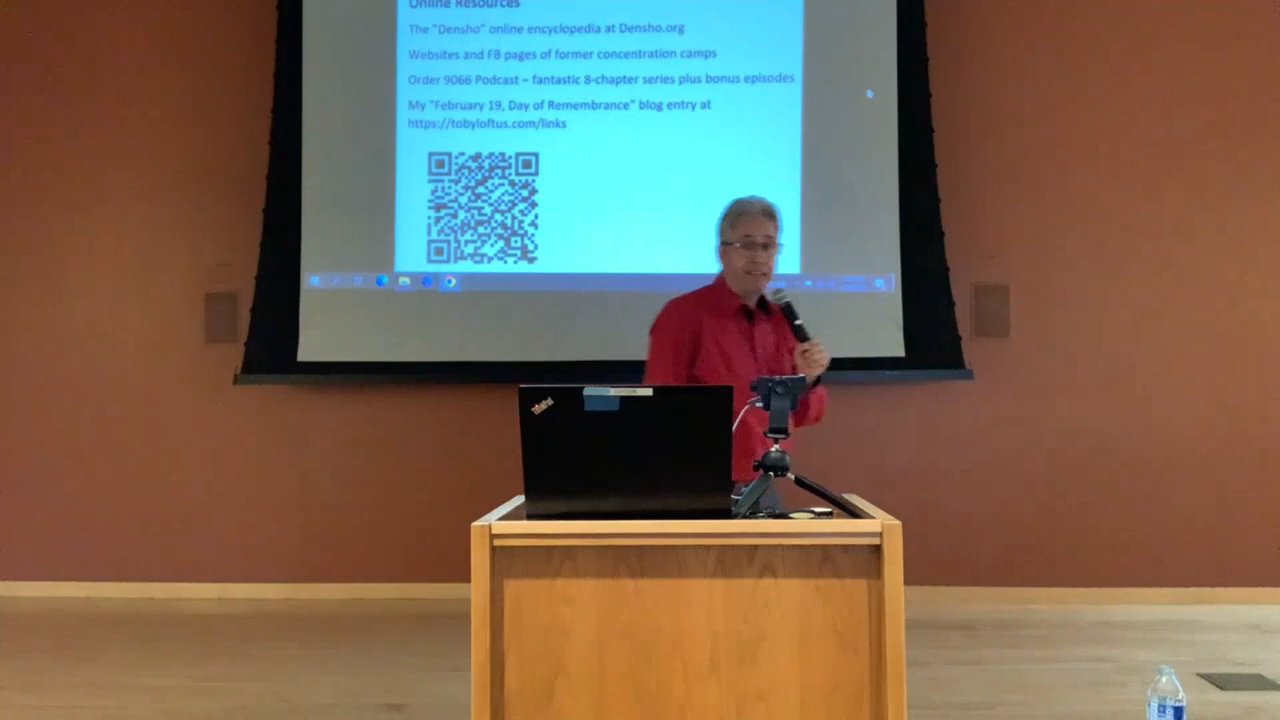 Online Resources
The "Densho" online encyclopedia at Densho.org
Websites and FB pages of former concentration camps
Order 9066 Podcast – fantastic 8-chapter series plus bonus episodes
My "February 19, Day of Remembrance" blog entry at
https://tobyloftus.com/links
ThinkPad